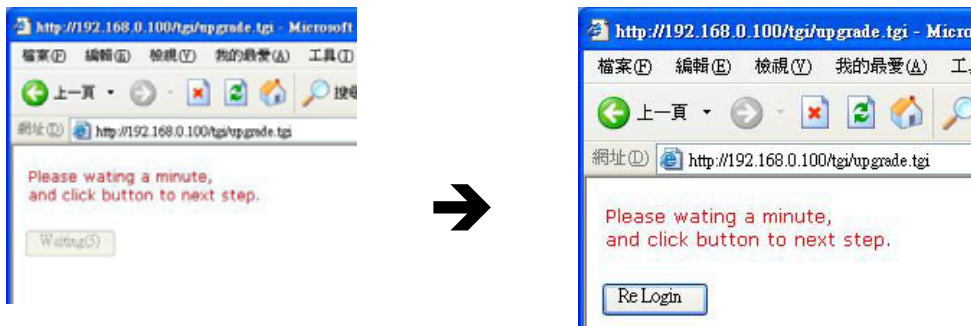 http://192.168.0.100/tgi/upgrade.tgi - Microsoft
檔案(F) 編輯(E) 檢視(V) 我的最愛(A) 工具(T)
上一頁 搜尋
網址(D) http://192.168.0.100/tgi/upgrade.tgi
Please wating a minute,
and click button to next step.
Waiting(5)
http://192.168.0.100/tgi/upgrade.tgi - Micro
檔案(F) 編輯(E) 檢視(V) 我的最愛(A) 工
上一頁
網址(D) http://192.168.0.100/tgi/upgrade.tgi
Please wating a minute,
and click button to next step.
Re Login